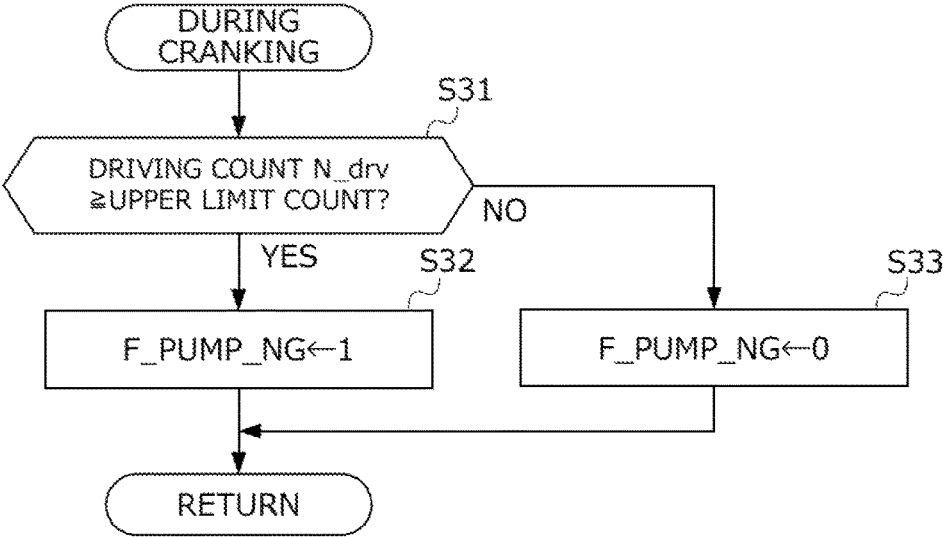 DURING
CRANKING
S31
DRIVING COUNT N_drv
≧UPPER LIMIT COUNT?
NO
YES
S32
S33
F_PUMP_NG←1
F_PUMP_NG←0
RETURN